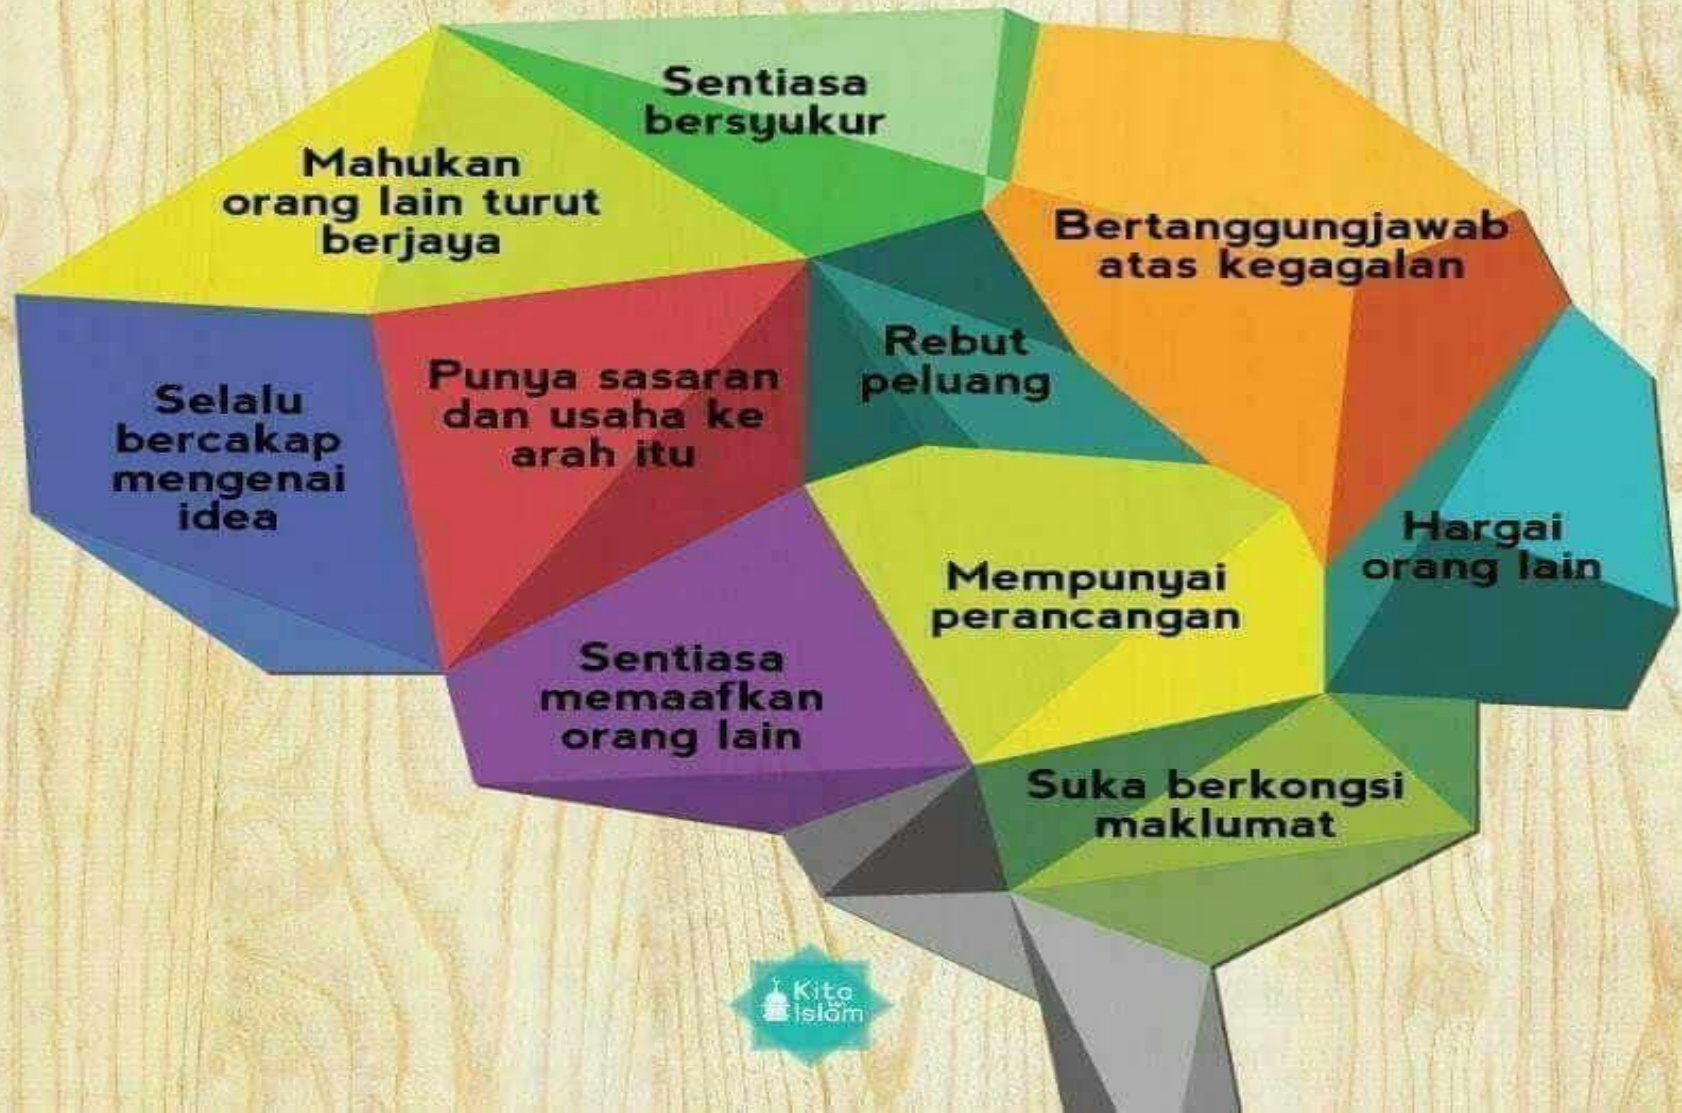 Sentiasa
bersyukur
Mahukan
orang lain turut
berjaya
Bertanggungjawab
atas kegagalan
Rebut
peluang
Punya sasaran
dan usaha ke
arah itu
Selalu
bercakap
mengenai
idea
Hargai
orang lain
Mempunyai
perancangan
Sentiasa
memaafkan
orang lain
Suka berkongsi
maklumat
Kita
Islam